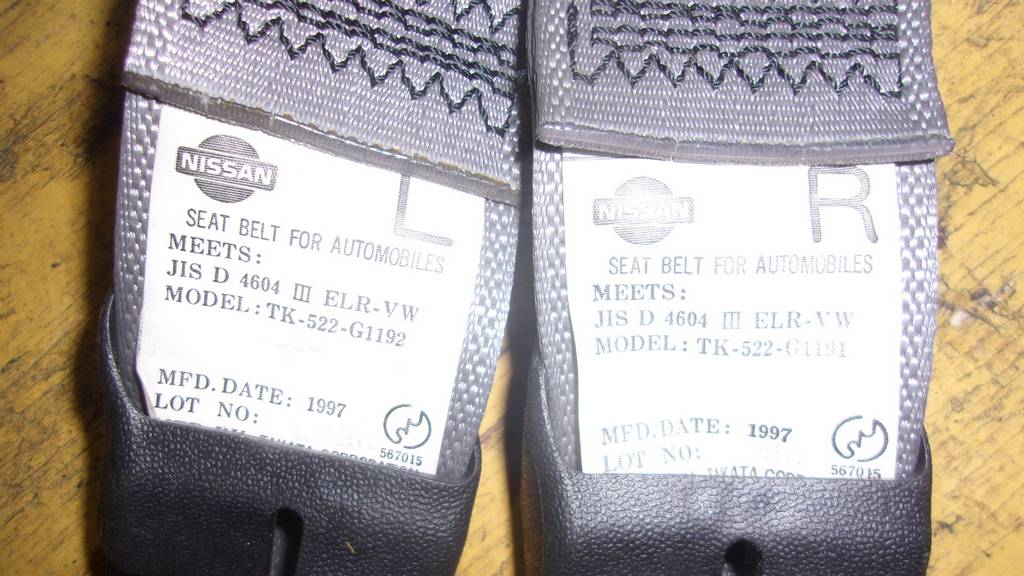 NISSAN
L
SEAT BELT FOR AUTOMOBILES
MEETS:
JIS D 4604 III ELR-VW
MODEL:TK-522-G1192
MFD.DATE: 1997
LOT NO:
567015
NISSAN
R
SEAT BELT FOR AUTOMOBILES
MEETS:
JIS D 4604 III ELR-VW
MODEL: TK-522-G1191
MFD.DATE: 1997
LOT NO:
567015